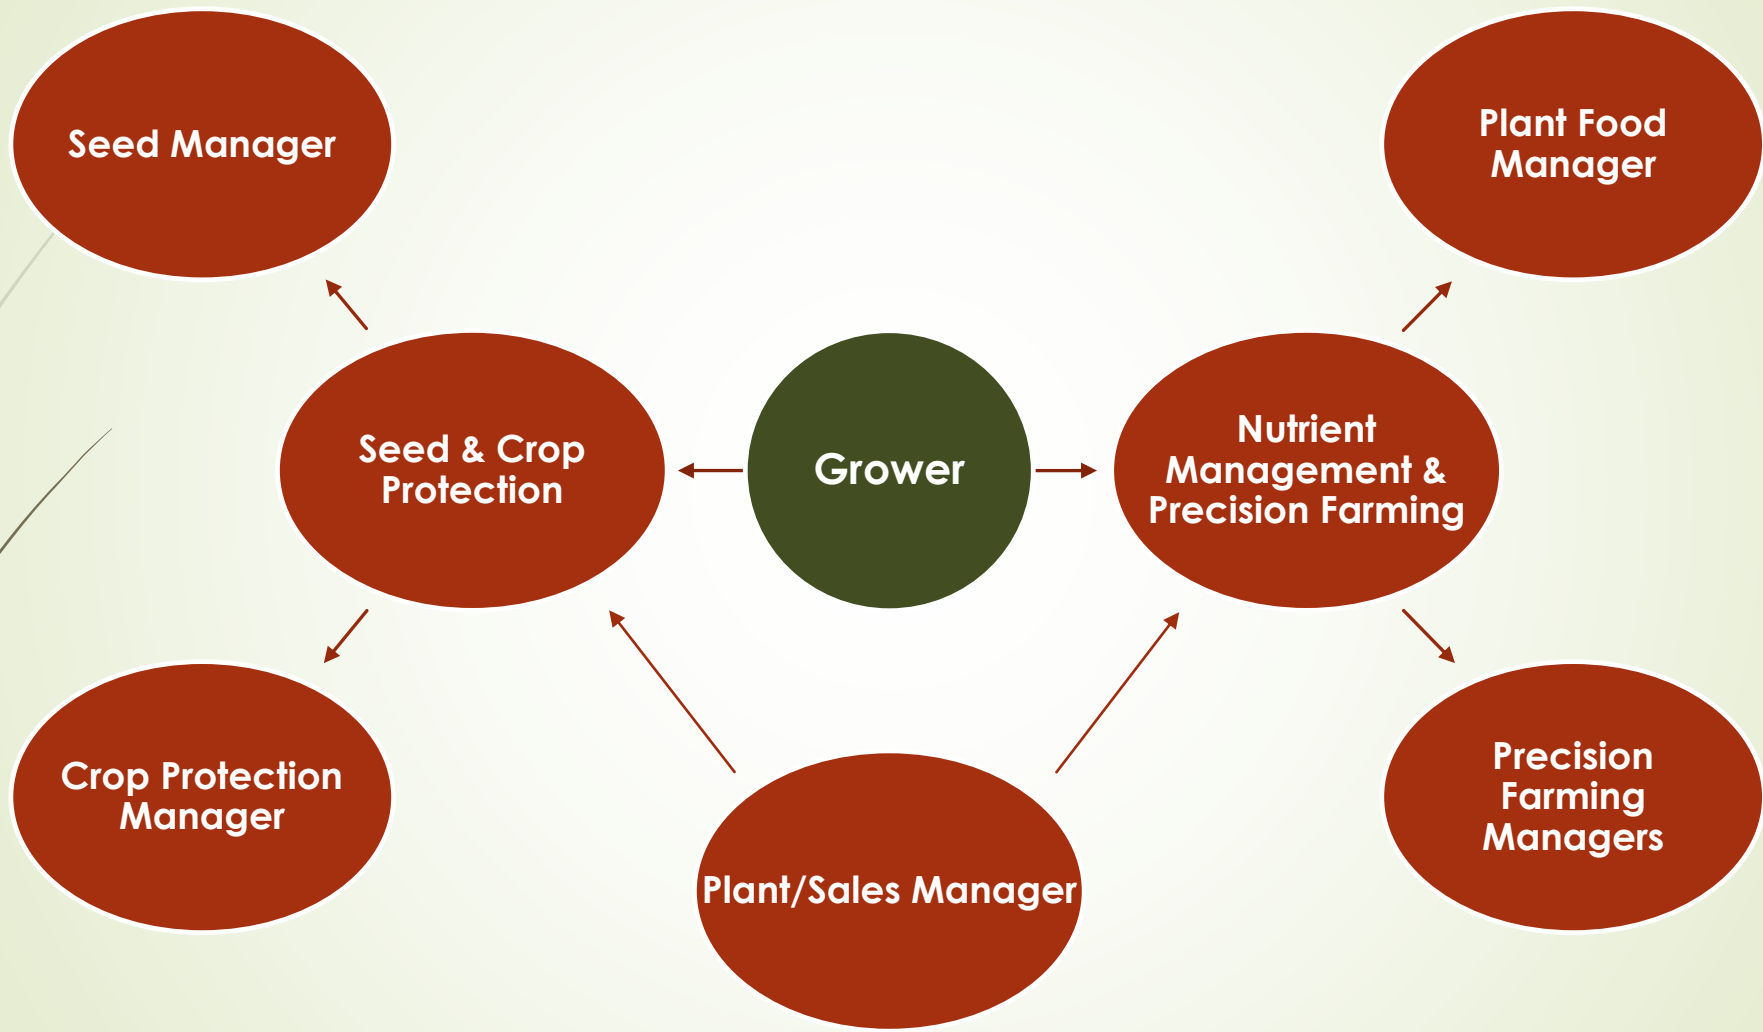 Seed Manager
Plant Food
Manager
Seed & Crop
Protection
Grower
Nutrient
Management &
Precision Farming
Crop Protection
Manager
Plant/Sales Manager
Precision
Farming
Managers